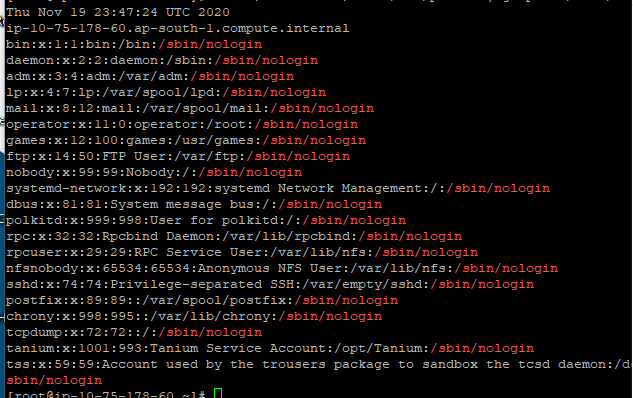 Thu Nov 19 23:47:24 UTC 2020
ip-10-75-178-60.ap-south-1.compute.internal
bin:x:1:1:bin:/bin:/sbin/nologin
daemon:x:2:2:daemon:/sbin:/sbin/nologin
adm:x:3:4:adm:/var/adm:/sbin/nologin
lp:x:4:7:lp:/var/spool/lpd:/sbin/nologin
mail:x:8:12:mail:/var/spool/mail:/sbin/nologin
operator:x:11:0:operator:/root:/sbin/nologin
games:x:12:100:games:/usr/games:/sbin/nologin
ftp:x:14:50:FTP User:/var/ftp:/sbin/nologin
nobody:x:99:99:Nobody:/:/sbin/nologin
systemd-network:x:192:192:systemd Network Management:/:/sbin/nologin
dbus:x:81:81:System message bus:/:/sbin/nologin
polkitd:x:999:998:User for polkitd:/:/sbin/nologin
rpc:x:32:32:Rpcbind Daemon:/var/lib/rpcbind:/sbin/nologin
rpcuser:x:29:29:RPC Service User:/var/lib/nfs:/sbin/nologin
nfsnobody:x:65534:65534:Anonymous NFS User:/var/lib/nfs:/sbin/nologin
sshd:x:74:74:Privilege-separated SSH:/var/empty/sshd:/sbin/nologin
postfix:x:89:89::/var/spool/postfix:/sbin/nologin
chrony:x:998:995::/var/lib/chrony:/sbin/nologin
tcpdump:x:72:72::/:/sbin/nologin
tanium:x:1001:993:Tanium Service Account:/opt/Tanium:/sbin/nologin
tss:x:59:59:Account used by the trousers package to sandbox the tcsd daemon:/d
sbin/nologin
[root@ip-10-75-178-60 ~]#